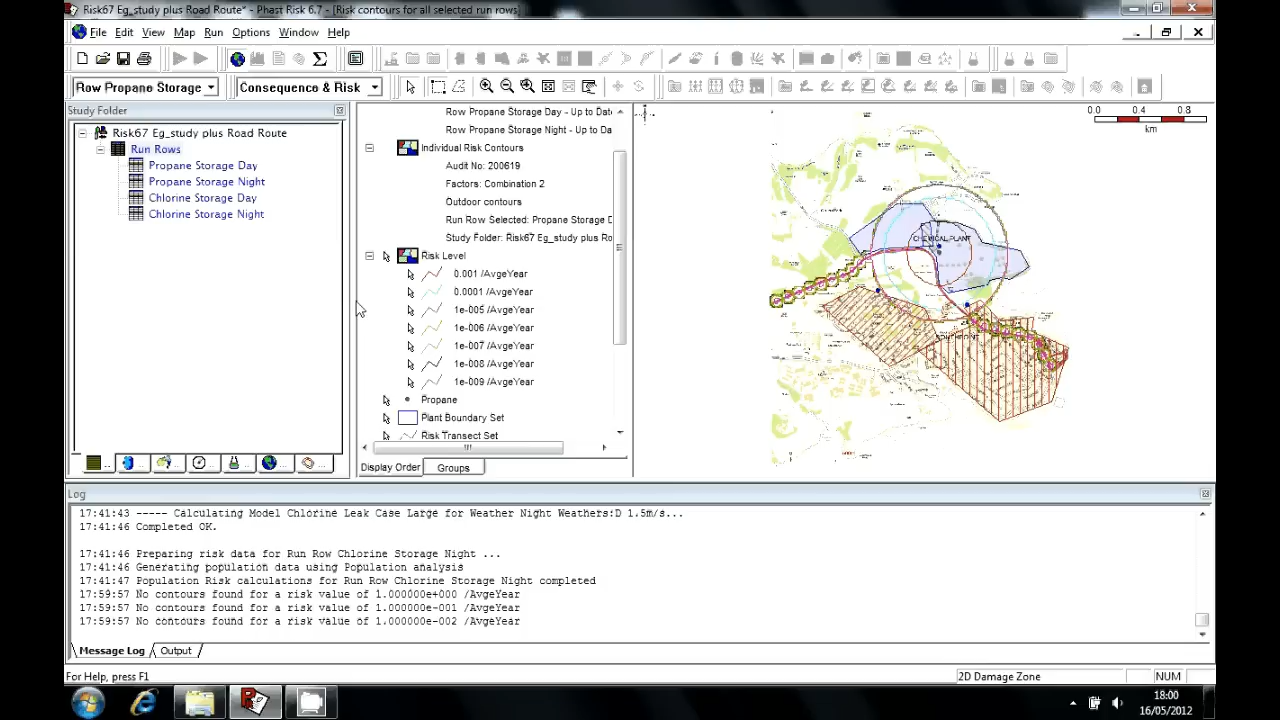 Risk67 Eg_study plus Road Route* - Phast Risk 6.7 - [Risk contours for all selected run rows]
File Edit View Map Run Options Window Help
Row Propane Storage Consequence & Risk
Study Folder
Risk67 Eg_study plus Road Route
Run Rows
Propane Storage Day
Propane Storage Night
Chlorine Storage Day
Chlorine Storage Night
Row Propane Storage Day - Up to Date
Row Propane Storage Night - Up to Da
Individual Risk Contours
Audit No: 200619
Factors: Combination 2
Outdoor contours
Run Row Selected: Propane Storage D
Study Folder: Risk67 Eg_study plus Ro
Risk Level
0.001 /AvgeYear
0.0001 /AvgeYear
1e-005 /AvgeYear
1e-006 /AvgeYear
1e-007 /AvgeYear
1e-008 /AvgeYear
1e-009 /AvgeYear
Propane
Plant Boundary Set
Risk Transect Set
Display Order Groups
0.0 0.4 0.8
km
CHEMICAL PLANT
Log
17:41:43 ----- Calculating Model Chlorine Leak Case Large for Weather Night Weathers:D 1.5m/s...
17:41:46 Completed OK.
17:41:46 Preparing risk data for Run Row Chlorine Storage Night ...
17:41:46 Generating population data using Population analysis
17:41:47 Population Risk calculations for Run Row Chlorine Storage Night completed
17:59:57 No contours found for a risk value of 1.000000e+000 /AvgeYear
17:59:57 No contours found for a risk value of 1.000000e-001 /AvgeYear
17:59:57 No contours found for a risk value of 1.000000e-002 /AvgeYear
Message Log Output
For Help, press F1
2D Damage Zone NUM
18:00
16/05/2012